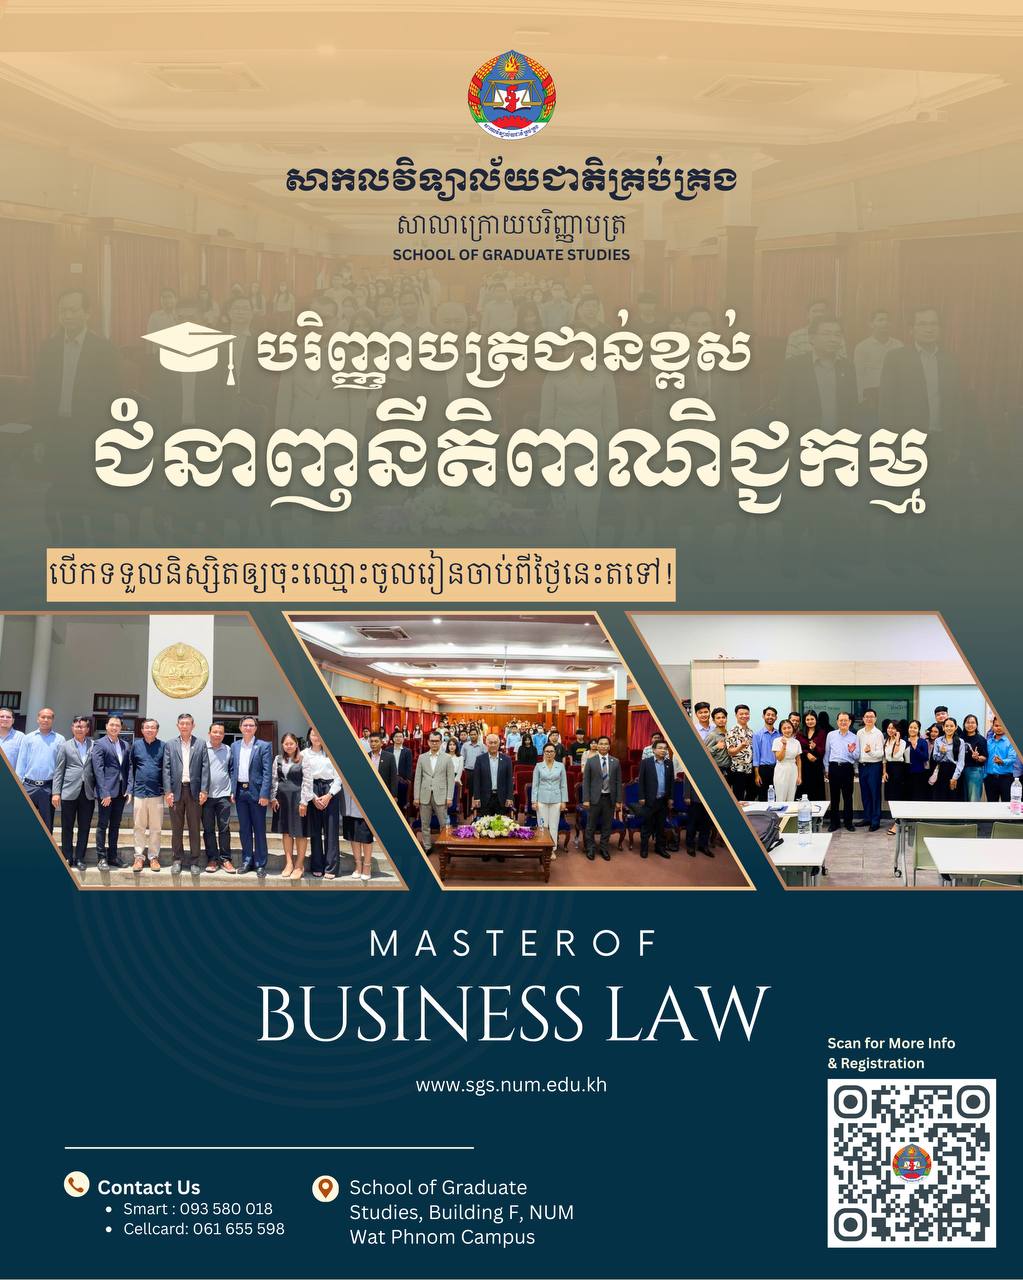 សាកលវិទ្យាល័យជាតិគ្រប់គ្រង
សាលាក្រោយបរិញ្ញាបត្រ
SCHOOL OF GRADUATE STUDIES
បរិញ្ញាបត្រជាន់ខ្ពស់
ជំនាញនីតិពាណិជ្ជកម្ម
បើកទទួលនិស្សិតឲ្យចុះឈ្មោះចូលរៀនចាប់ពីថ្ងៃនេះតទៅ!
MASTER OF
BUSINESS LAW
www.sgs.num.edu.kh
Scan for More Info
& Registration
Contact Us
• Smart : 093 580 018
• Cellcard: 061 655 598
School of Graduate
Studies, Building F, NUM
Wat Phnom Campus